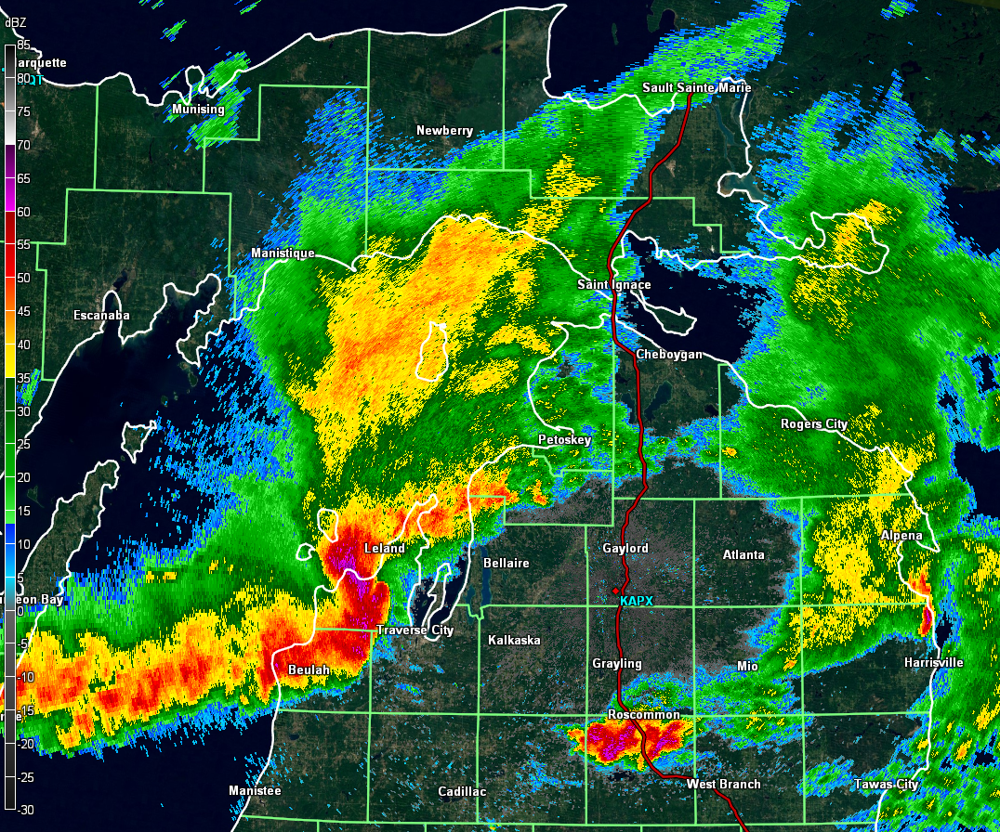 dBZ
85
80
75
70
65
60
55
50
45
40
35
30
25
20
15
10
5
0
-5
-10
-15
-20
-25
-30
arquette
Munising
Sault Sainte Marie
Newberry
Manistique
Saint Ignace
Escanaba
Cheboygan
Rogers City
Petoskey
Alpena
Leland
Gaylord
Atlanta
Bellaire
eon Bay
KAPX
Traverse City
Kalkaska
Beulah
Grayling
Mio
Harrisville
Roscommon
West Branch
Tawas City
Manistee
Cadillac